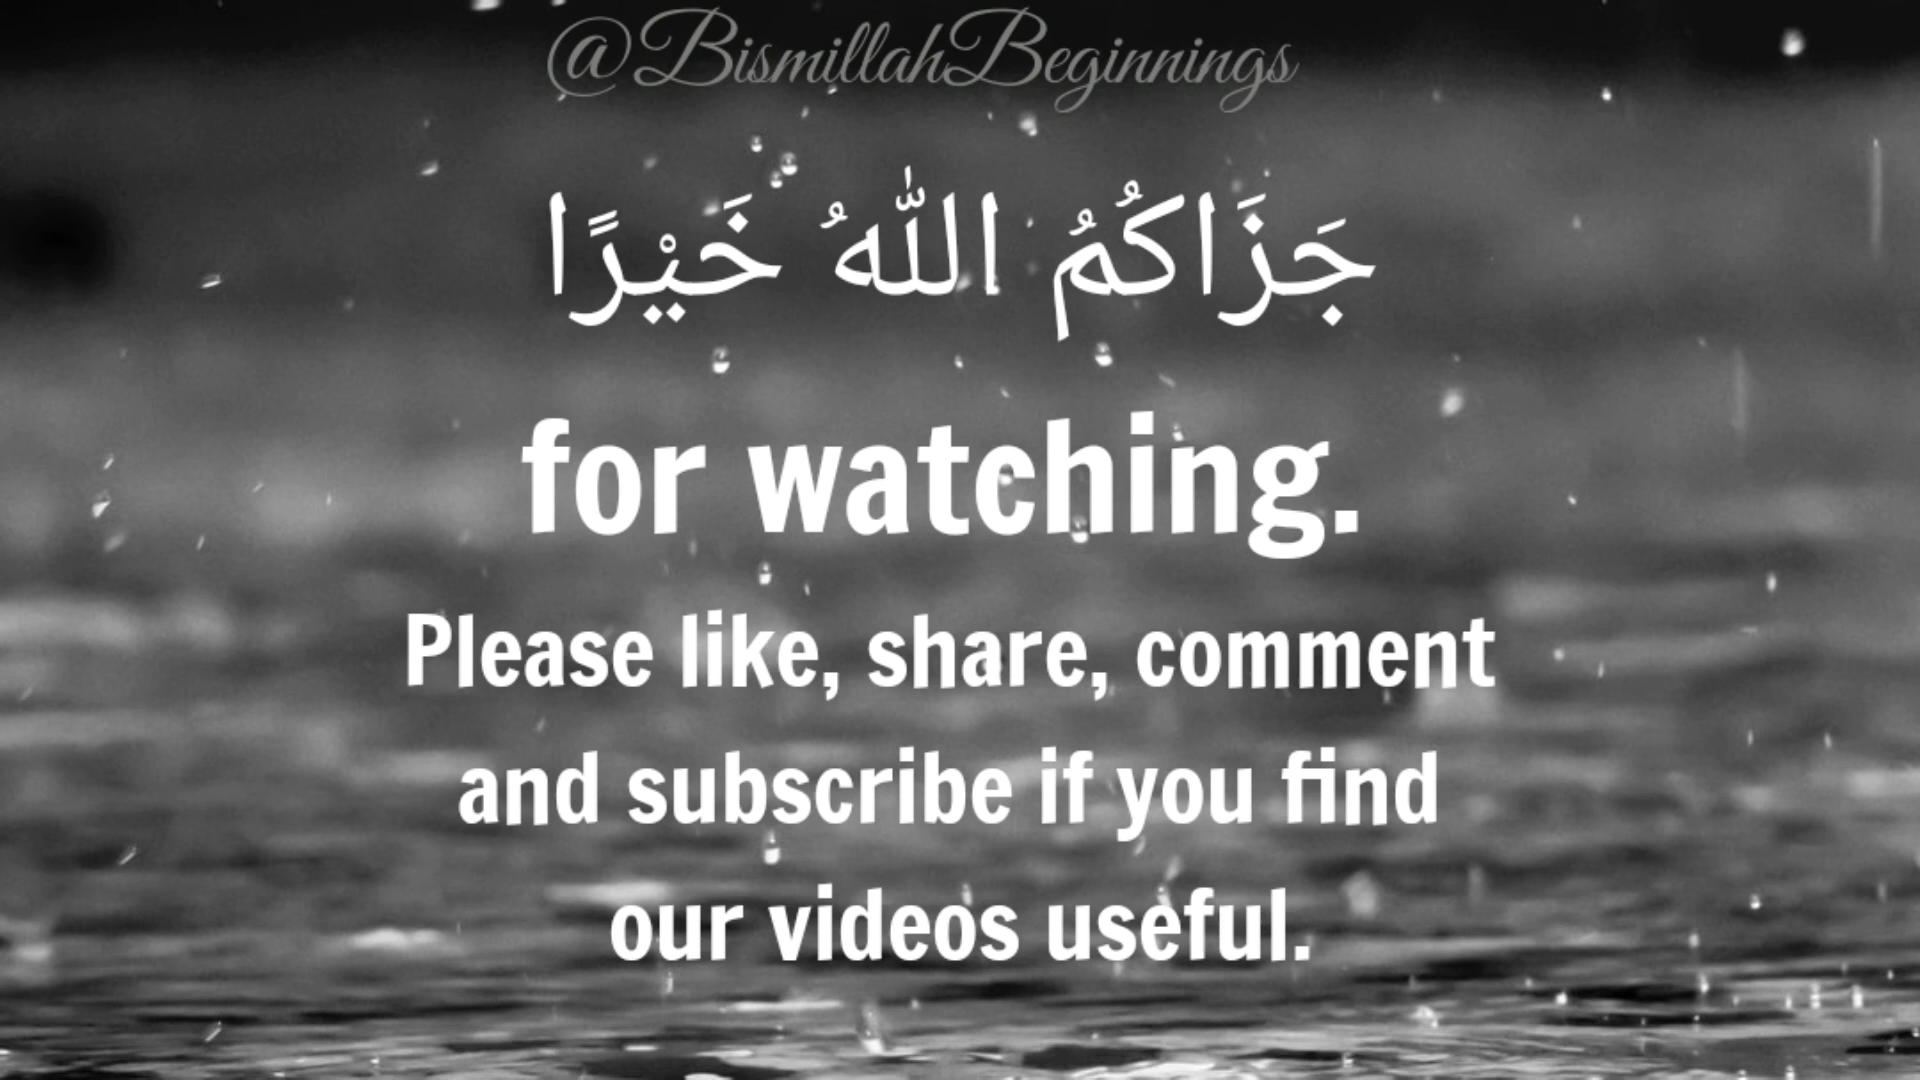 @BismillahBeginnings
جَزَاكُمُ اللّٰهُ خَيْرًا
for watching.
Please like, share, comment
and subscribe if you find
our videos useful.